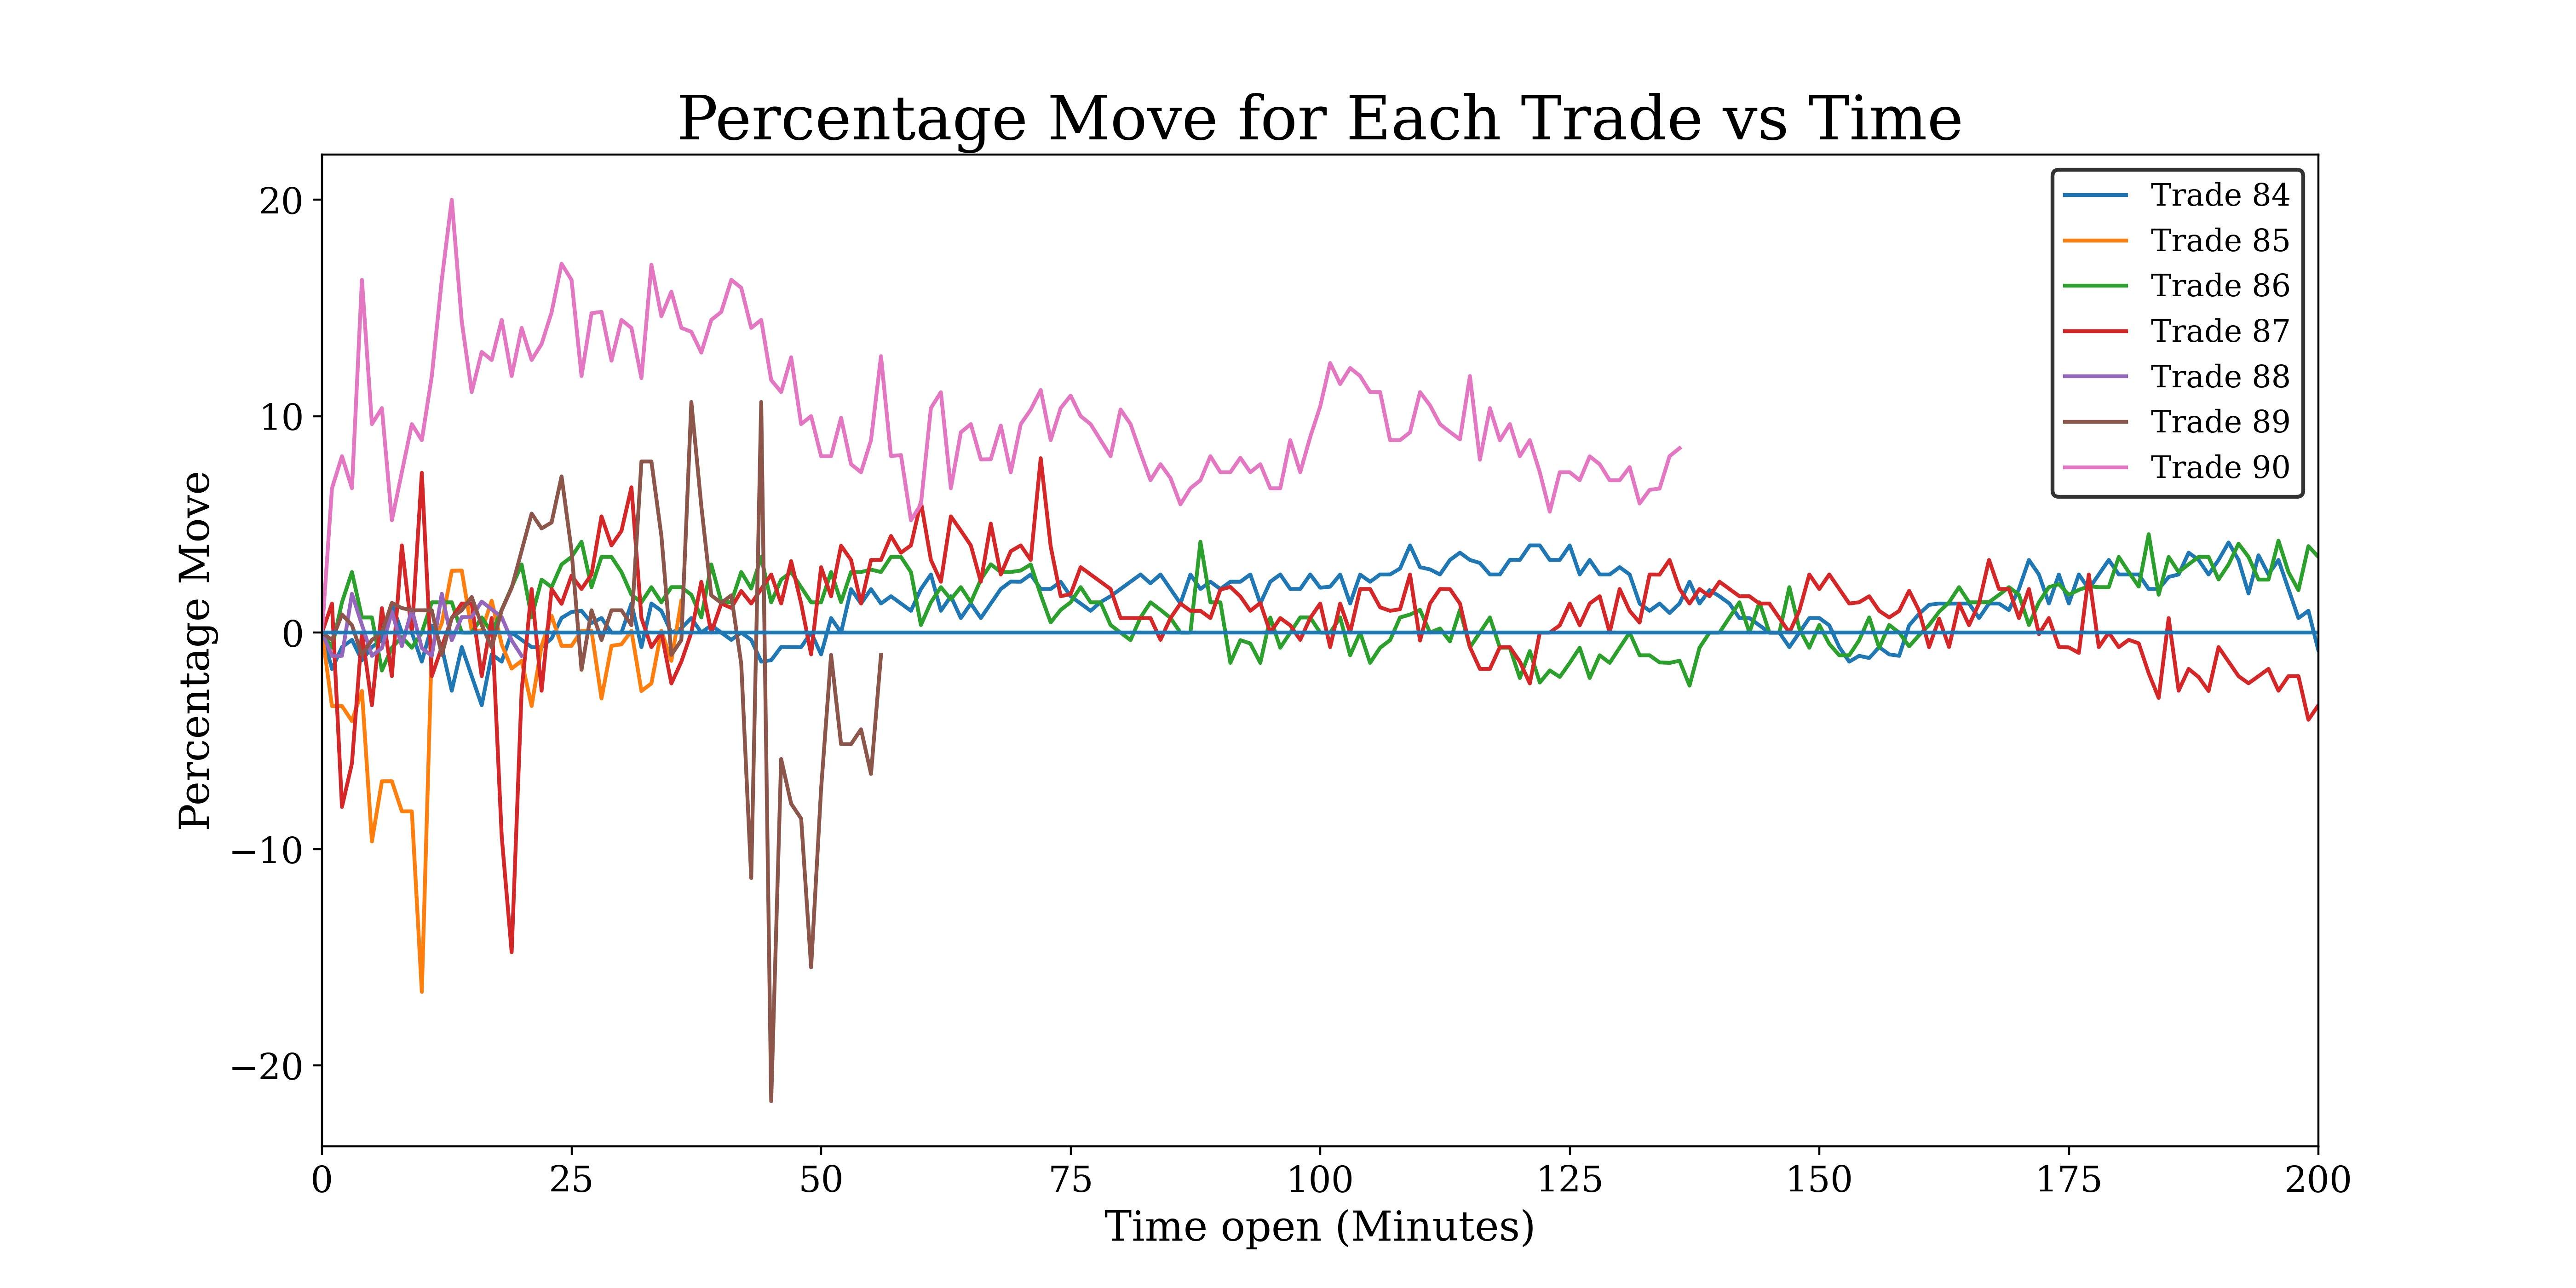 Percentage Move for Each Trade vs Time
20
10
0
−10
−20
Percentage Move
Trade 84
Trade 85
Trade 86
Trade 87
Trade 88
Trade 89
Trade 90
0 25 50 75 100 125 150 175 200
Time open (Minutes)